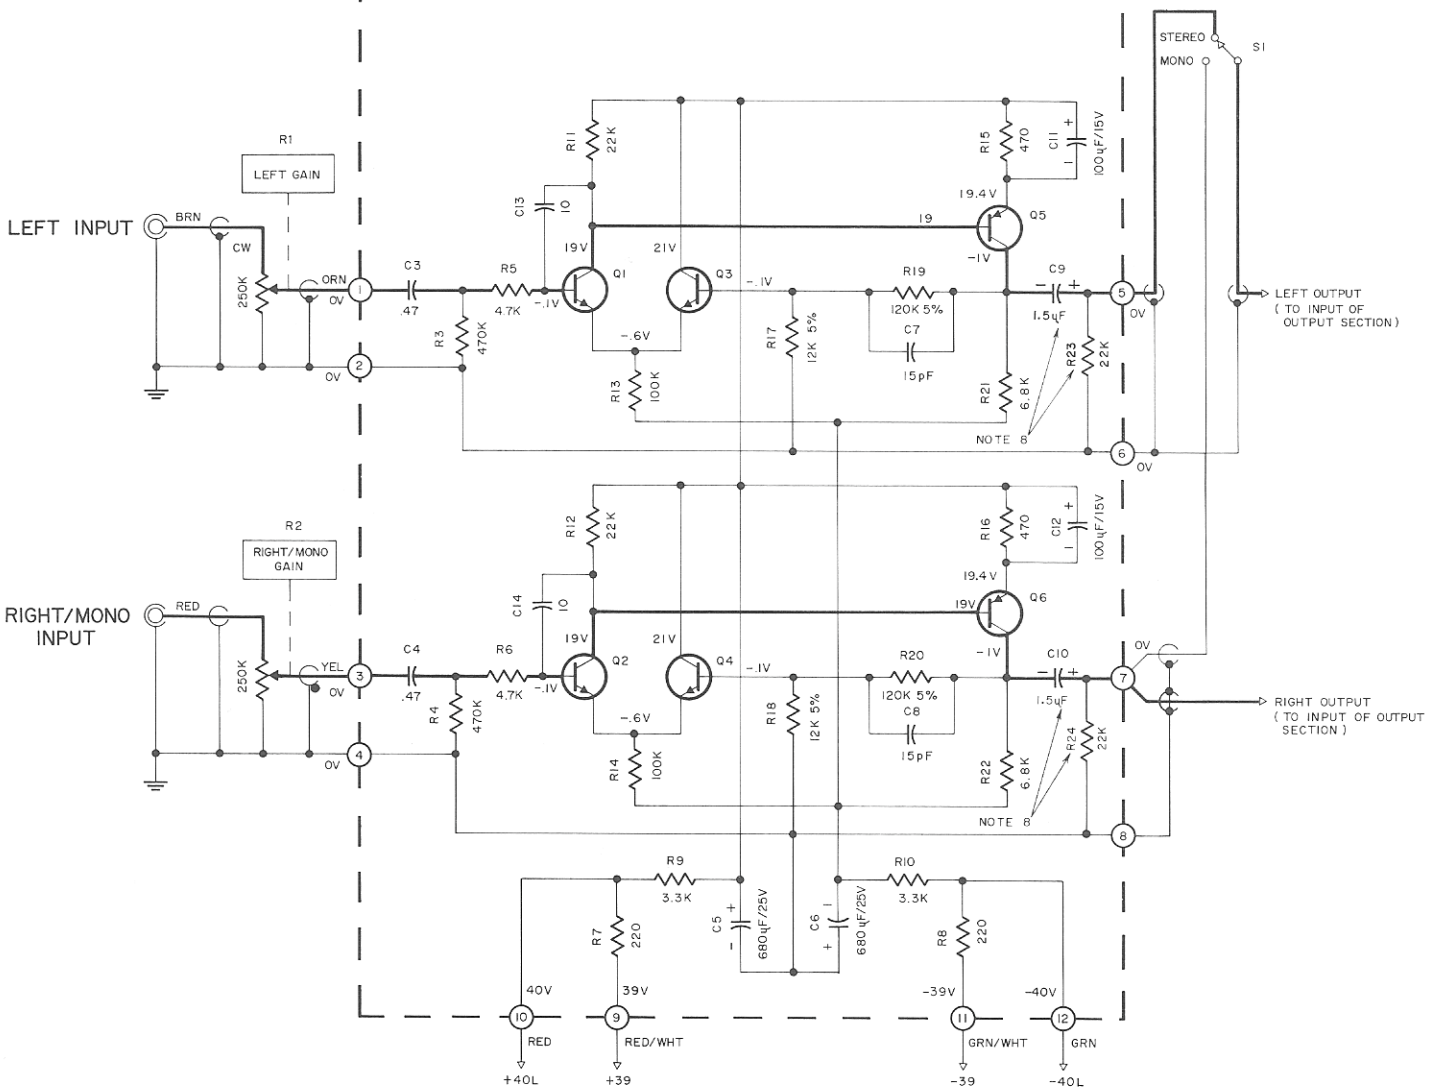 STEREO
MONO
S1
R1
LEFT GAIN
R11
22K
R15
470
C11
100µF/15V
C13
10
19.4V
Q5
19
-1V
LEFT INPUT
BRN
CW
250K
ORN
0V
1
C3
.47
R5
4.7K
-.1V
19V
Q1
21V
Q3
-.1V
R19
120K 5%
C7
15pF
C9
1.5µF
5
0V
LEFT OUTPUT
(TO INPUT OF
OUTPUT SECTION)
R3
470K
-.6V
R13
100K
R17
12K 5%
R21
6.8K
R23
22K
2
0V
NOTE 8
6
0V
R2
RIGHT/MONO
GAIN
R12
22K
R16
470
C12
100µF/15V
C14
10
19.4V
Q6
19V
-1V
RIGHT/MONO
INPUT
RED
250K
YEL
0V
3
C4
.47
R6
4.7K
-.1V
19V
Q2
21V
Q4
-.1V
R20
120K 5%
C8
15pF
C10
1.5µF
7
0V
RIGHT OUTPUT
(TO INPUT OF OUTPUT
SECTION)
R4
470K
-.6V
R14
100K
R18
12K 5%
R22
6.8K
R24
22K
4
0V
NOTE 8
8
R9
3.3K
R10
3.3K
R7
220
C5
680µF/25V
C6
680µF/25V
R8
220
40V
39V
-39V
-40V
10
9
11
12
RED
RED/WHT
GRN/WHT
GRN
+40L
+39
-39
-40L